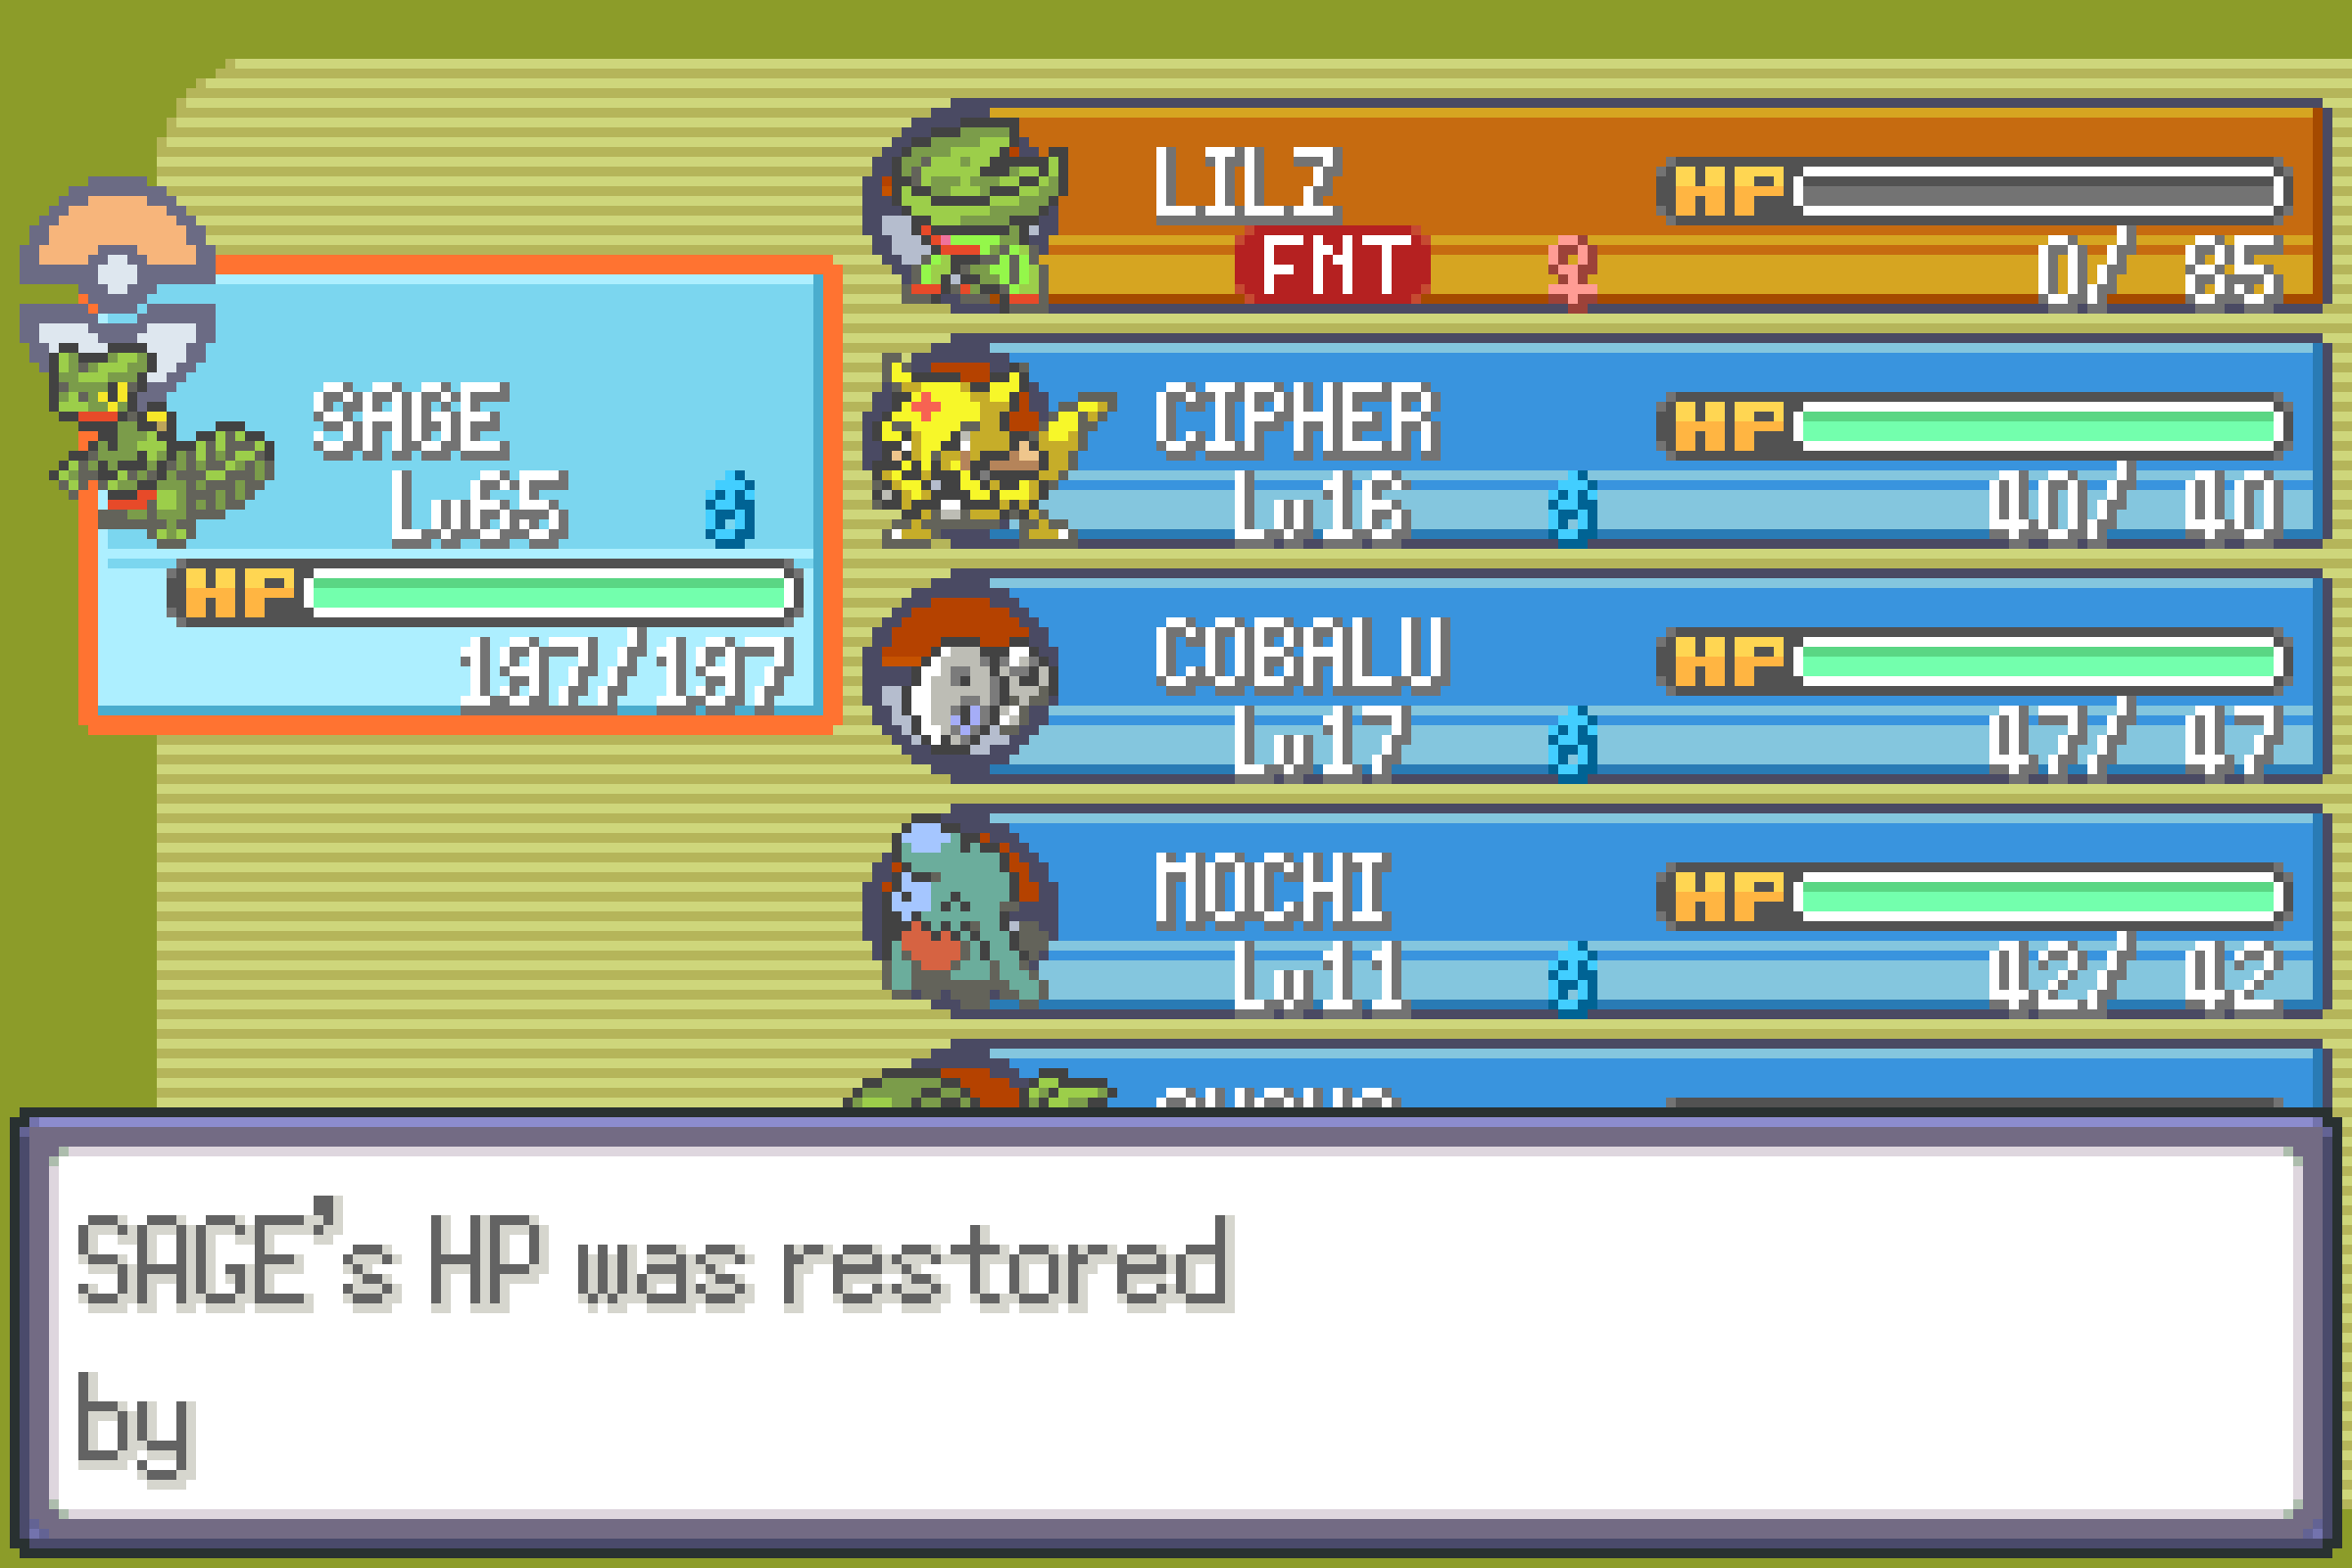 SAGE
Lv65 ♂
HP
197/197
LILZ
HP
FNT ♀
0/ 85
CIPHER
HP
Lv16 ♂
40/ 40
COBALU
HP
Lv17 ♂
47/ 47
MOCHI
HP
Lv11 ♂
42/ 42
SAGE's HP was restored
by